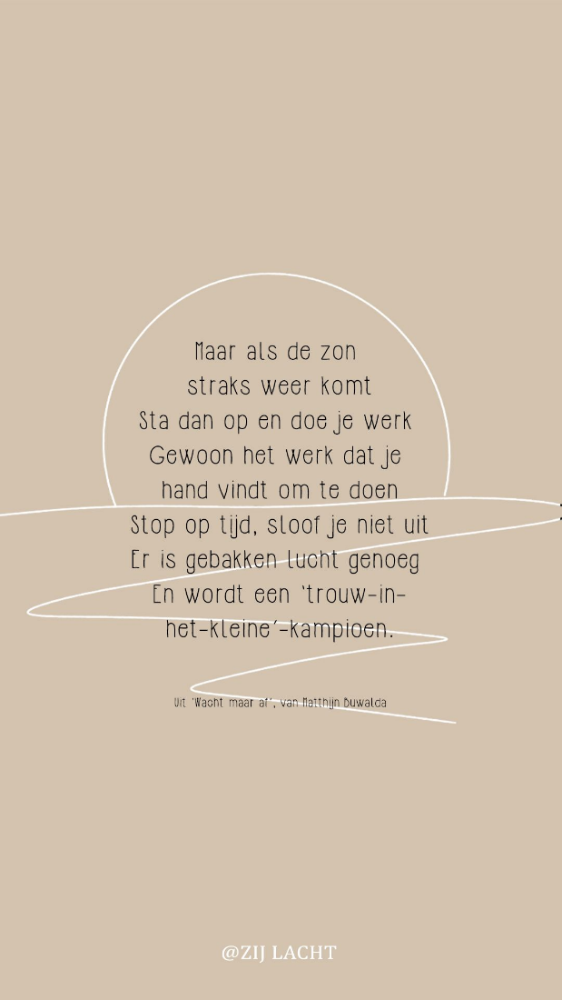 Maar als de zon
straks weer komt
Sta dan op en doe je werk
Gewoon het werk dat je
hand vindt om te doen
Stop op tijd, sloof je niet uit
Er is gebakken lucht genoeg
En wordt een ‘trouw-in-
het-kleine’-kampioen.
Uit ‘Wacht maar af’, van Matthijn Buwalda
@ZIJ LACHT